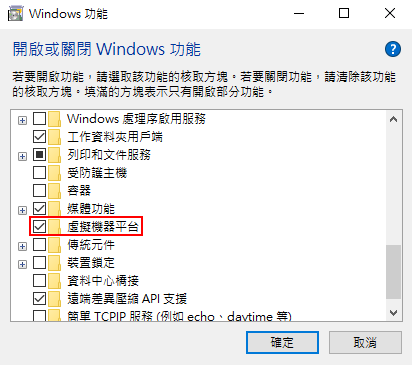 Windows 功能
開啟或關閉 Windows 功能
若要開啟功能，請選取該功能的核取方塊。若要關閉功能，請清除該功能
的核取方塊。填滿的方塊表示只有開啟部分功能。
Windows 處理序啟用服務
工作資料夾用戶端
列印和文件服務
受防護主機
容器
媒體功能
虛擬機器平台
傳統元件
裝置鎖定
資料中心橋接
遠端差異壓縮 API 支援
簡單 TCPIP 服務 (例如 echo、daytime 等)
確定
取消